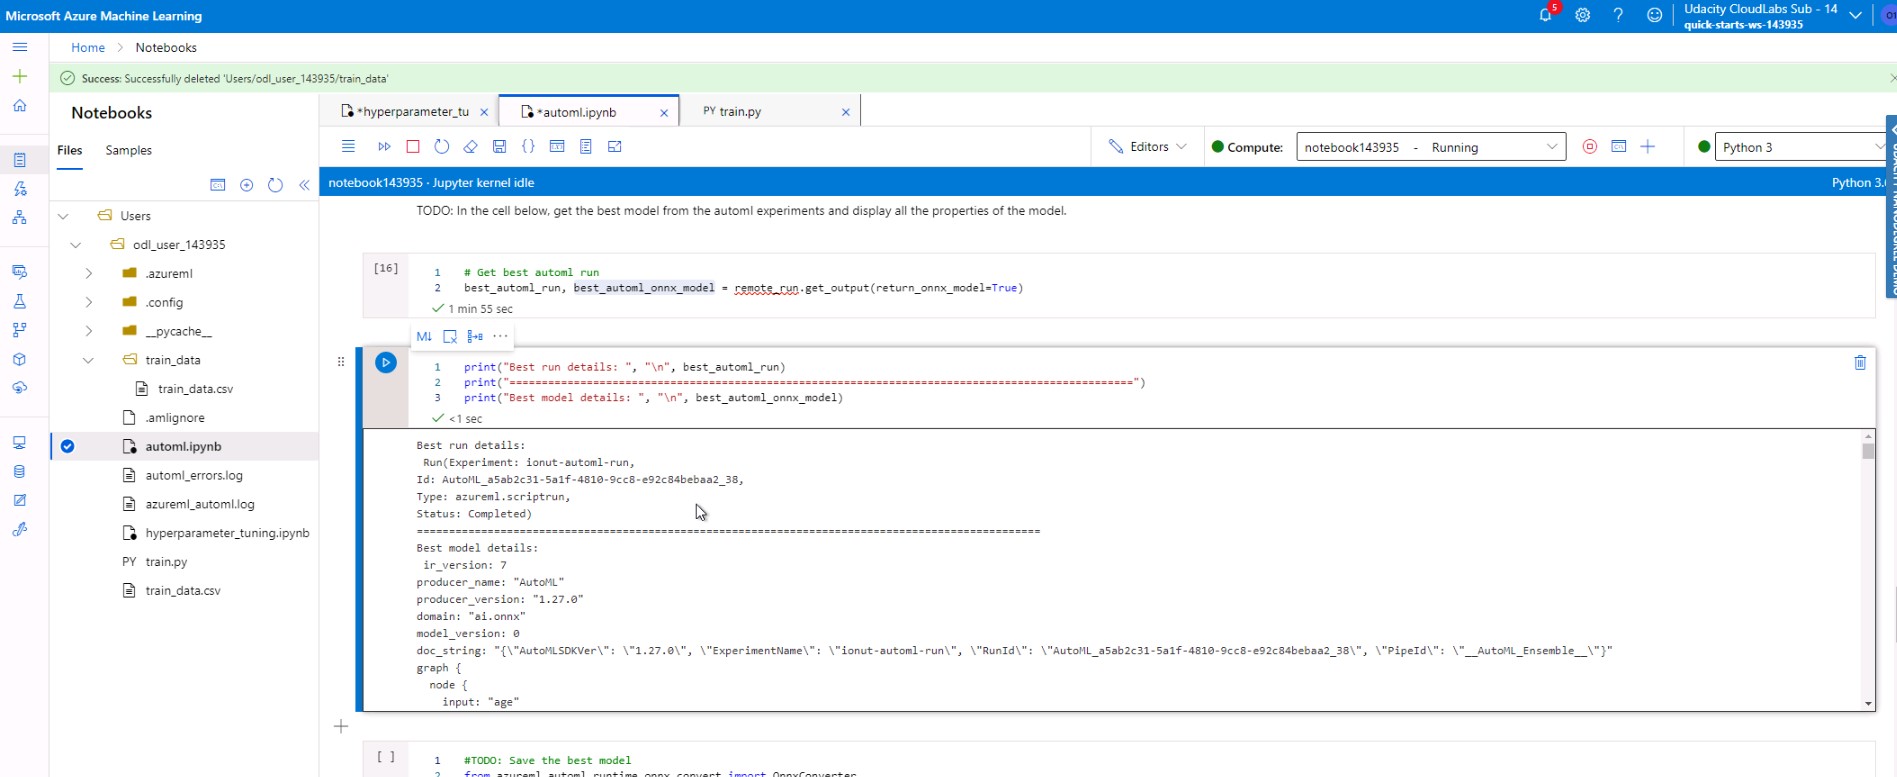 Microsoft Azure Machine Learning
5
?
Udacity CloudLabs Sub - 14
quick-starts-ws-143935
Home > Notebooks
Success: Successfully deleted 'Users/odl_user_143935/train_data'
Notebooks
Files
Samples
Users
odl_user_143935
.azureml
.config
__pycache__
train_data
train_data.csv
.amlignore
automl.ipynb
automl_errors.log
azureml_automl.log
hyperparameter_tuning.ipynb
PY train.py
train_data.csv
*hyperparameter_tu ×
*automl.ipynb ×
PY train.py ×
Editors
Compute:
notebook143935 - Running
Python 3
notebook143935 · Jupyter kernel idle
Python 3.
TODO: In the cell below, get the best model from the automl experiments and display all the properties of the model.
[16]
1 # Get best automl run
2 best_automl_run, best_automl_onnx_model = remote_run.get_output(return_onnx_model=True)
1 min 55 sec
M↓
1 print("Best run details: ", "\n", best_automl_run)
2 print("=================================================================================================")
3 print("Best model details: ", "\n", best_automl_onnx_model)
<1 sec
Best run details:
Run(Experiment: ionut-automl-run,
Id: AutoML_a5ab2c31-5a1f-4810-9cc8-e92c84bebaa2_38,
Type: azureml.scriptrun,
Status: Completed)
=================================================================================================
Best model details:
ir_version: 7
producer_name: "AutoML"
producer_version: "1.27.0"
domain: "ai.onnx"
model_version: 0
doc_string: "{\"AutoMLSDKVer\": \"1.27.0\", \"ExperimentName\": \"ionut-automl-run\", \"RunId\": \"AutoML_a5ab2c31-5a1f-4810-9cc8-e92c84bebaa2_38\", \"PipeId\": \"__AutoML_Ensemble__\"}"
graph {
node {
input: "age"
[ ]
1 #TODO: Save the best model
2 from azureml.automl.runtime.onnx_convert import OnnxConverter